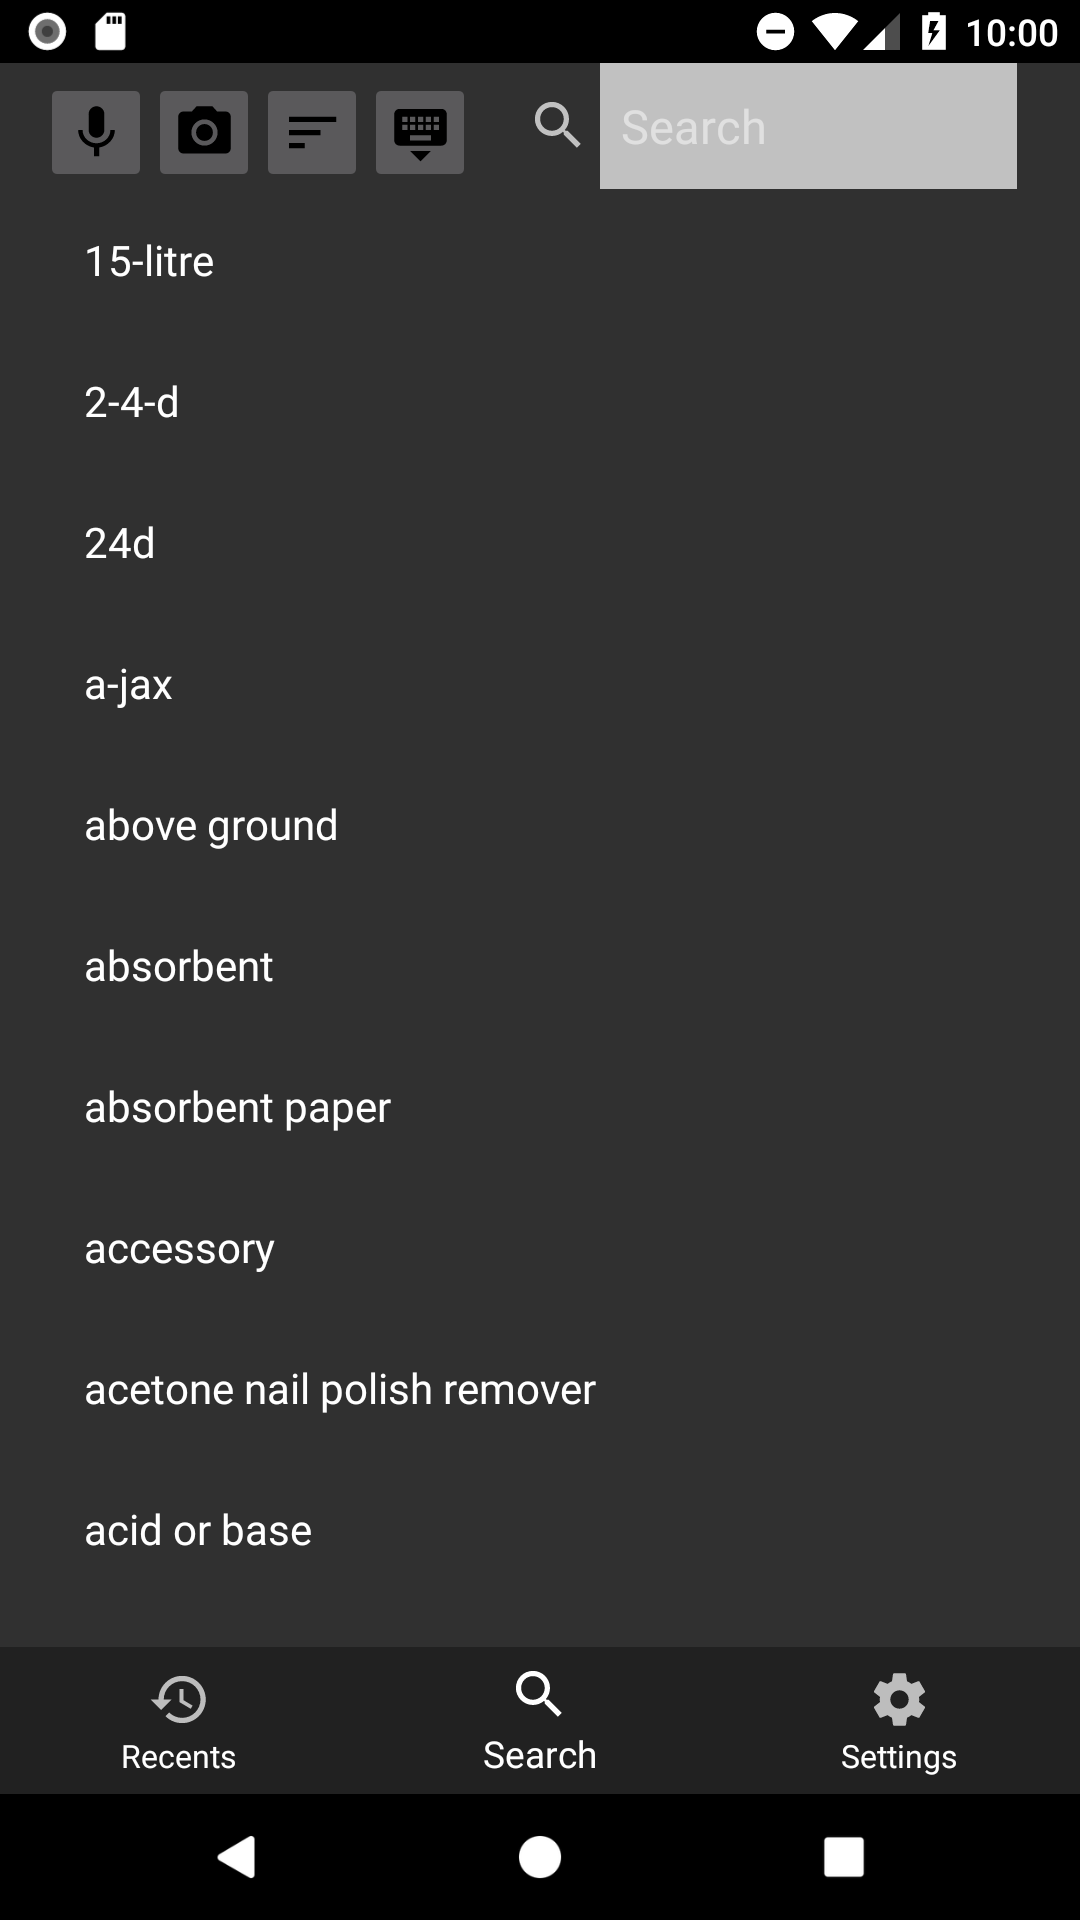 10:00
Search
15-litre
2-4-d
24d
a-jax
above ground
absorbent
absorbent paper
accessory
acetone nail polish remover
acid or base
Recents
Search
Settings